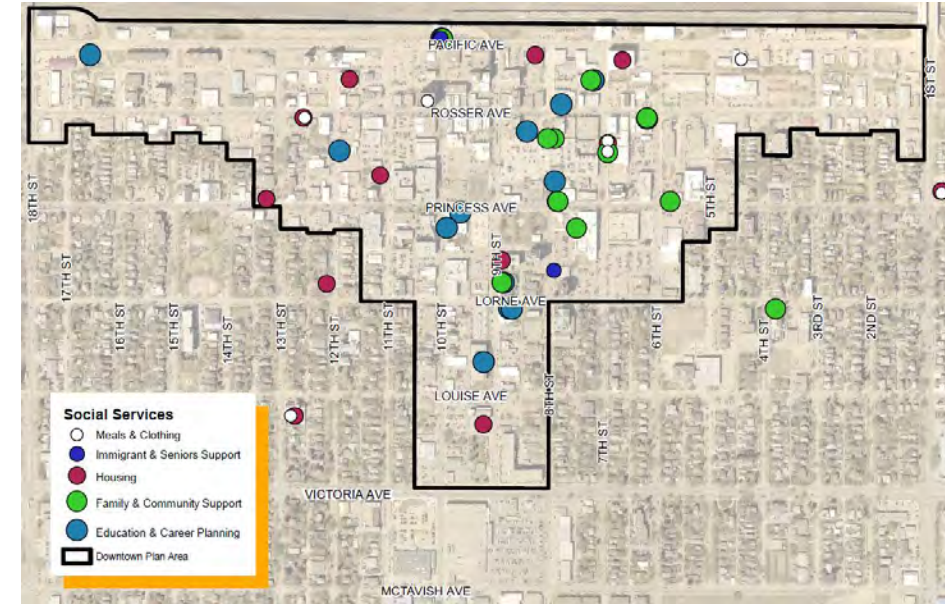 PACIFIC AVE
1ST ST
ROSSER AVE
18TH ST
5TH ST
PRINCESS AVE
9TH ST
17TH ST
LORNE AVE
16TH ST
15TH ST
14TH ST
13TH ST
12TH ST
11TH ST
10TH ST
6TH ST
4TH ST
3RD ST
2ND ST
8TH ST
LOUISE AVE
7TH ST
Social Services
Meals & Clothing
Immigrant & Seniors Support
Housing
Family & Community Support
Education & Career Planning
Downtown Plan Area
VICTORIA AVE
MCTAVISH AVE